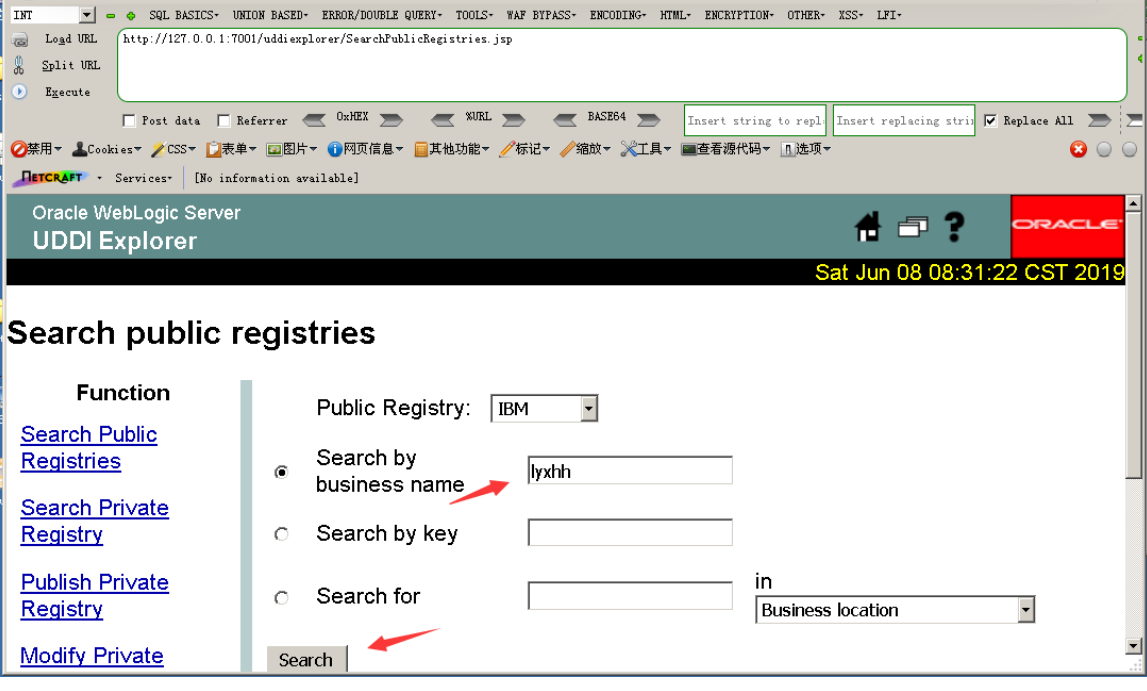 INT SQL BASICS- UNION BASED- ERROR/DOUBLE QUERY- TOOLS- WAF BYPASS- ENCODING- HTML- ENCRYPTION- OTHER- XSS- LFI-
Load URL http://127.0.0.1:7001/uddiexplorer/SearchPublicRegistries.jsp
Split URL
Execute
Post data Referrer 0xHEX %URL BASE64 Insert string to repl Insert replacing stri Replace All
禁用 Cookies CSS 表单 图片 网页信息 其他功能 标记 缩放 工具 查看源代码 选项
NETCRAFT Services [No information available]
Oracle WebLogic Server
UDDI Explorer
ORACLE
Sat Jun 08 08:31:22 CST 2019
Search public registries
Function
Search Public
Registries
Search Private
Registry
Publish Private
Registry
Modify Private
Public Registry: IBM
Search by
business name lyxhh
Search by key
Search for
in
Business location
Search